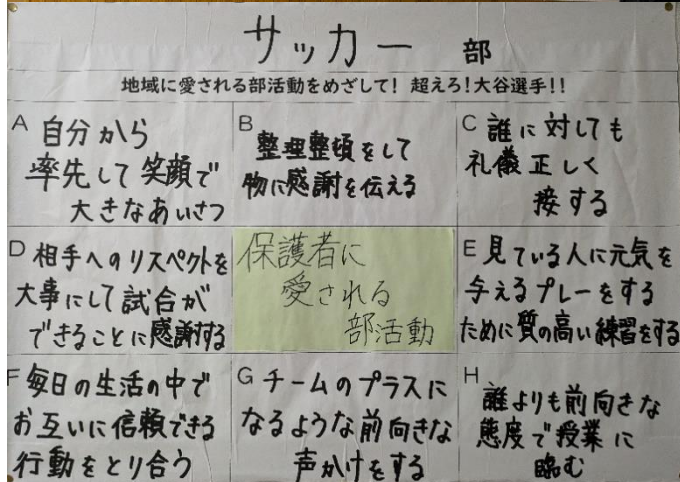 サッカー 部
地域に愛される部活動をめざして! 超えろ!大谷選手!!
A 自分から
率先して笑顔で
大きなあいさつ
B 整理整頓をして
物に感謝を伝える
C 誰に対しても
礼儀正しく
接する
D 相手へのリスペクトを
大事にして試合が
できることに感謝する
保護者に
愛される
部活動
E 見ている人に元気を
与えるプレーをする
ために質の高い練習をする
F 毎日の生活の中で
お互いに信頼できる
行動をとり合う
G チームのプラスに
なるような前向きな
声かけをする
H 誰よりも前向きな
態度で授業に
臨む